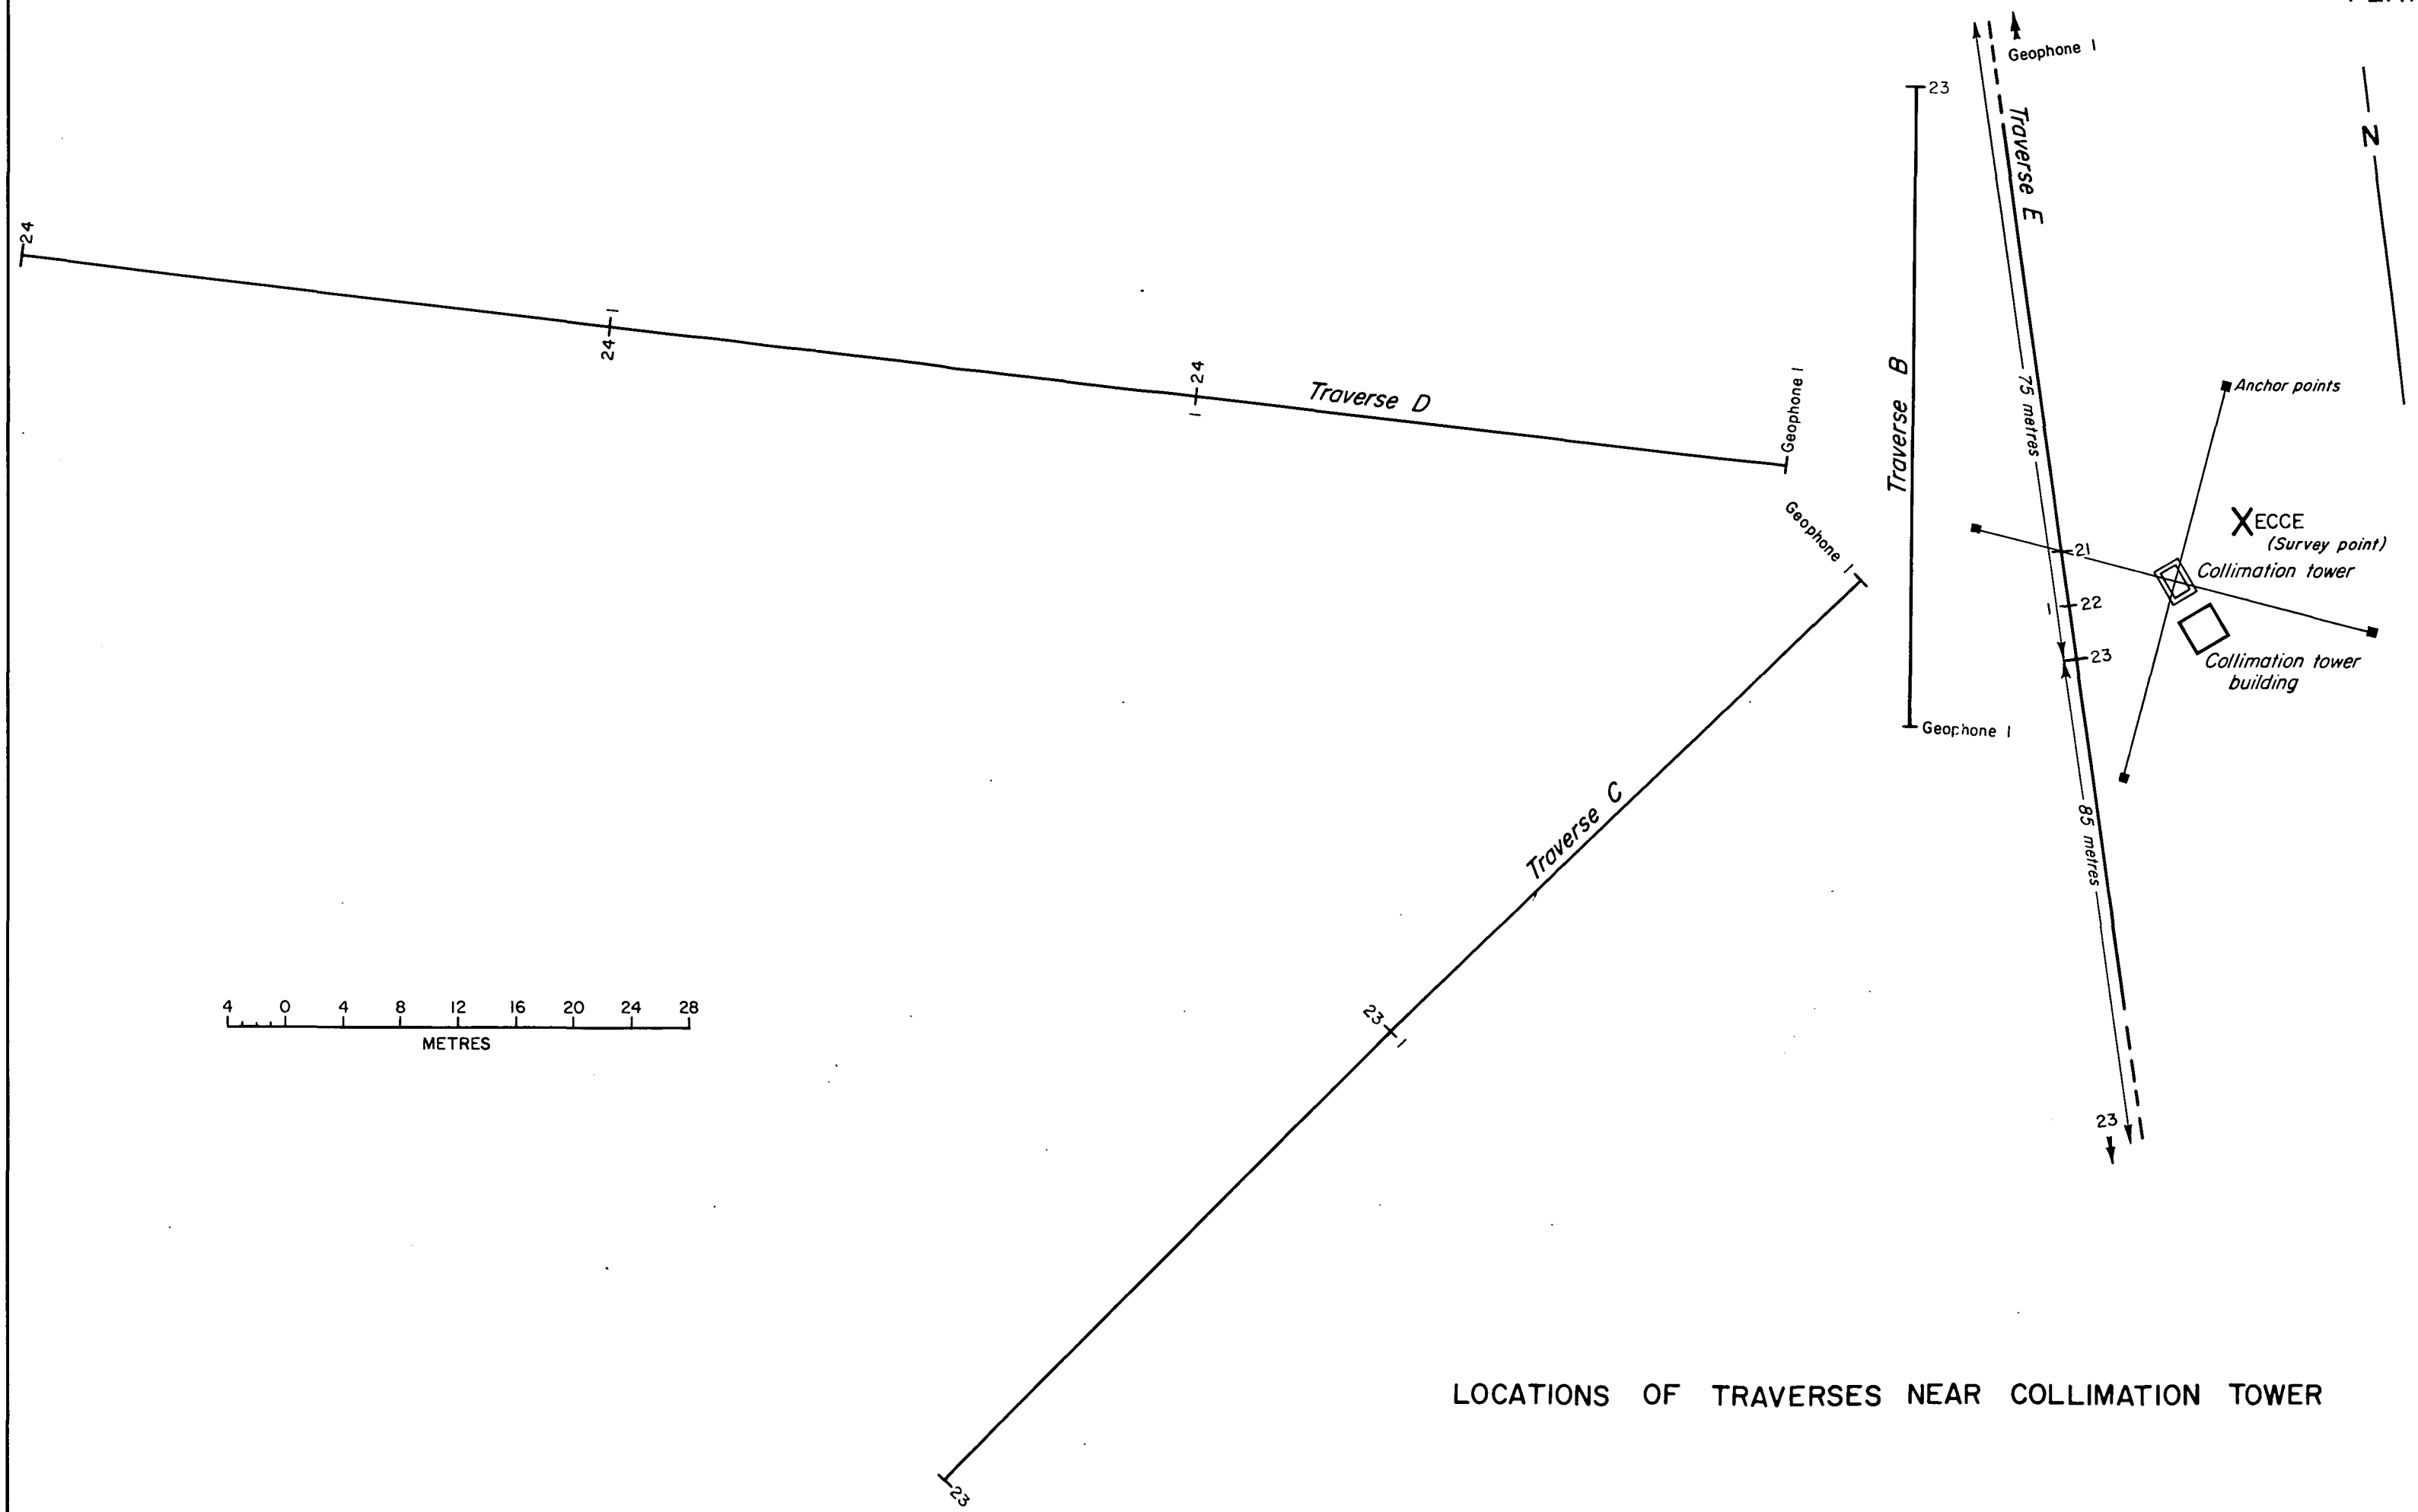 Geophone 1
23
Traverse E
N
24
1
24
24
1
Traverse D
Geophone 1
Traverse B
75 metres
Anchor points
Geophone 1
ECCE
(Survey point)
21
Collimation tower
1
22
23
Collimation tower
building
Geophone 1
Traverse C
85 metres
4 0 4 8 12 16 20 24 28
METRES
23
1
23
23
LOCATIONS OF TRAVERSES NEAR COLLIMATION TOWER